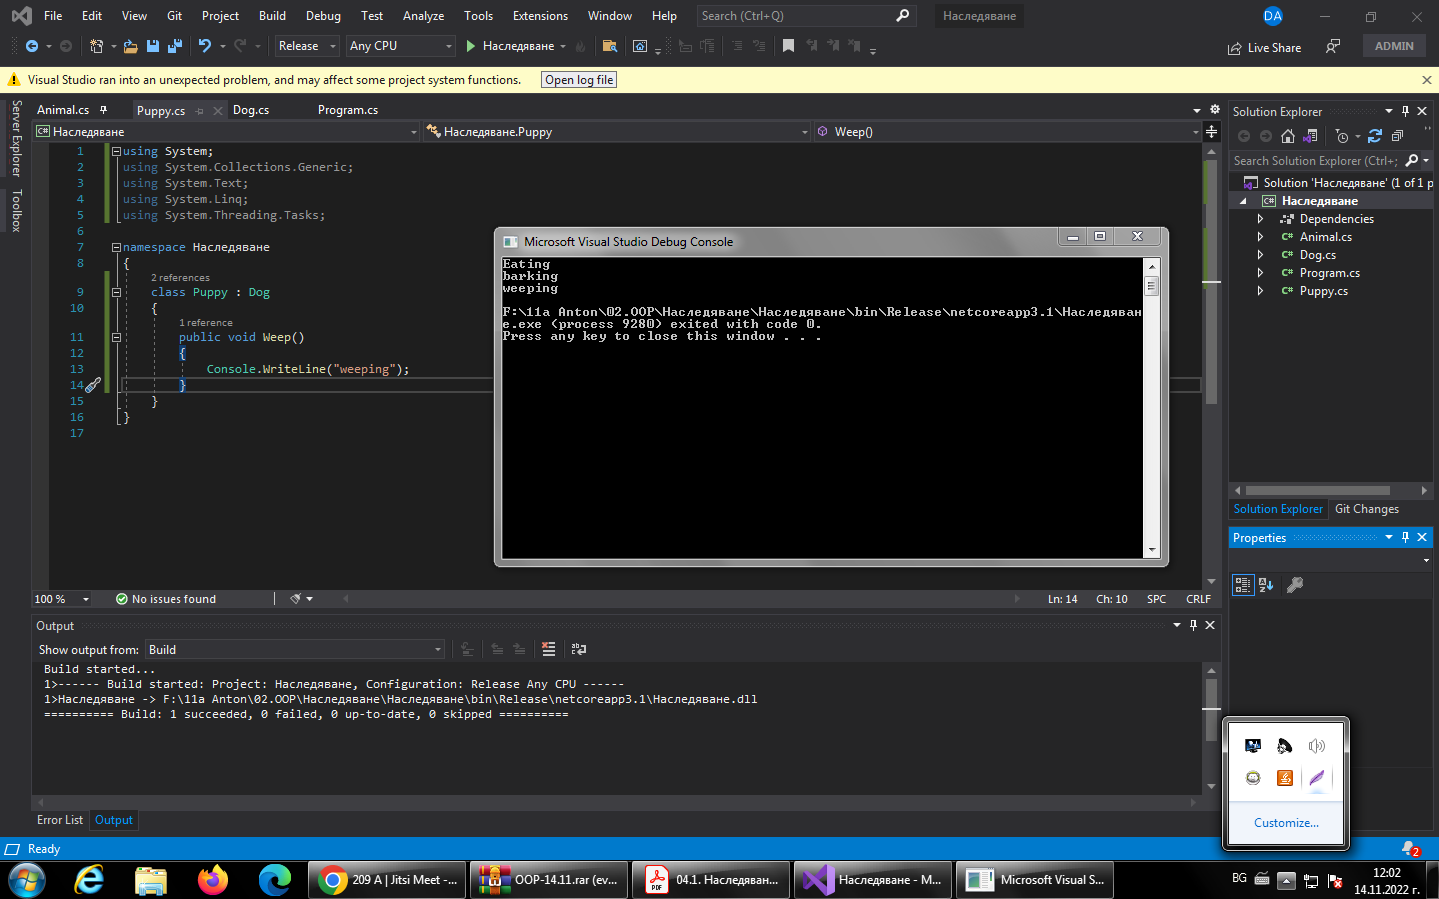 File Edit View Git Project Build Debug Test Analyze Tools Extensions Window Help Search (Ctrl+Q) Наследяване DA
Release Any CPU Наследяване Live Share ADMIN
Visual Studio ran into an unexpected problem, and may affect some project system functions. Open log file
Server Explorer
Toolbox
Animal.cs Puppy.cs Dog.cs Program.cs
C# Наследяване Наследяване.Puppy Weep()
1 using System;
2 using System.Collections.Generic;
3 using System.Text;
4 using System.Linq;
5 using System.Threading.Tasks;
6
7 namespace Наследяване
8 {
2 references
9 class Puppy : Dog
10 {
1 reference
11 public void Weep()
12 {
13 Console.WriteLine("weeping");
14 }
15 }
16 }
17
100 % No issues found Ln: 14 Ch: 10 SPC CRLF
Microsoft Visual Studio Debug Console
Eating
barking
weeping
F:\11a Anton\02.OOP\Наследяване\Наследяване\bin\Release\netcoreapp3.1\Наследяван
е.exe (process 9280) exited with code 0.
Press any key to close this window . . .
Solution Explorer
Search Solution Explorer (Ctrl+;
Solution 'Наследяване' (1 of 1 p
C# Наследяване
Dependencies
C# Animal.cs
C# Dog.cs
C# Program.cs
C# Puppy.cs
Solution Explorer Git Changes
Properties
Output
Show output from: Build
Build started...
1>------ Build started: Project: Наследяване, Configuration: Release Any CPU ------
1>Наследяване -> F:\11a Anton\02.OOP\Наследяване\Наследяване\bin\Release\netcoreapp3.1\Наследяване.dll
========== Build: 1 succeeded, 0 failed, 0 up-to-date, 0 skipped ==========
Error List Output
Customize...
Ready 2
209 A | Jitsi Meet -... OOP-14.11.rar (ev... PDF 04.1. Наследяван... Наследяване - M... Microsoft Visual S... BG 12:02
14.11.2022 г.